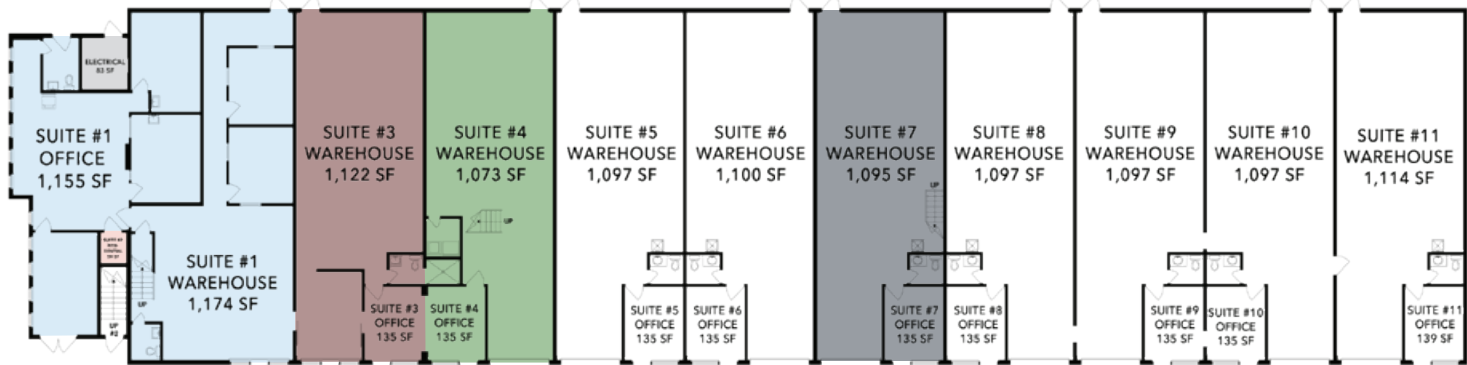 ELECTRICAL
83 SF
SUITE #1
OFFICE
1,155 SF
SUITE #1
WAREHOUSE
1,174 SF
UP
UP
#2
SUITE #3
WAREHOUSE
1,122 SF
SUITE #3
OFFICE
135 SF
SUITE #4
WAREHOUSE
1,073 SF
UP
SUITE #4
OFFICE
135 SF
SUITE #5
WAREHOUSE
1,097 SF
SUITE #5
OFFICE
135 SF
SUITE #6
WAREHOUSE
1,100 SF
SUITE #6
OFFICE
135 SF
SUITE #7
WAREHOUSE
1,095 SF
UP
SUITE #7
OFFICE
135 SF
SUITE #8
WAREHOUSE
1,097 SF
SUITE #8
OFFICE
135 SF
SUITE #9
WAREHOUSE
1,097 SF
SUITE #9
OFFICE
135 SF
SUITE #10
WAREHOUSE
1,097 SF
SUITE #10
OFFICE
135 SF
SUITE #11
WAREHOUSE
1,114 SF
SUITE #11
OFFICE
139 SF